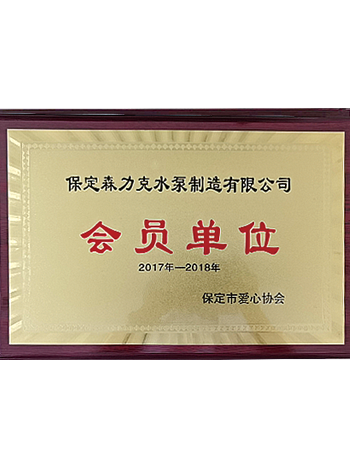 保定森力克水泵制造有限公司
会员单位
2017年—2018年
保定市爱心协会